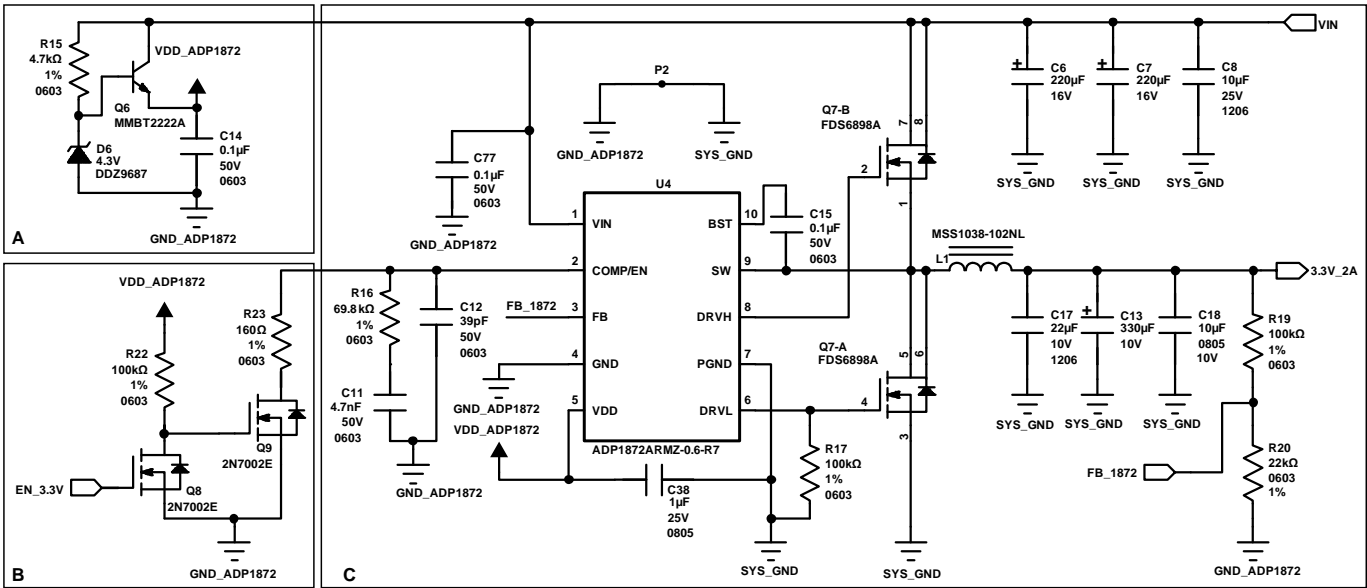 R15
4.7kΩ
1%
0603
VDD_ADP1872
Q6
MMBT2222A
D6
4.3V
DDZ9687
C14
0.1µF
50V
0603
GND_ADP1872
A
VDD_ADP1872
R22
100kΩ
1%
0603
R23
160Ω
1%
0603
Q9
2N7002E
EN_3.3V
Q8
2N7002E
GND_ADP1872
B
VIN
P2
GND_ADP1872
SYS_GND
C77
0.1µF
50V
0603
GND_ADP1872
R16
69.8kΩ
1%
0603
C12
39pF
50V
0603
C11
4.7nF
50V
0603
GND_ADP1872
FB_1872
GND_ADP1872
VDD_ADP1872
U4
1 VIN
2 COMP/EN
3 FB
4 GND
5 VDD
BST 10
SW 9
DRVH 8
PGND 7
DRVL 6
ADP1872ARMZ-0.6-R7
C15
0.1µF
50V
0603
C38
1µF
25V
0805
SYS_GND
R17
100kΩ
1%
0603
Q7-B
FDS6898A
7
8
2
1
Q7-A
FDS6898A
5
6
4
3
SYS_GND
+
C6
220µF
16V
SYS_GND
+
C7
220µF
16V
SYS_GND
C8
10µF
25V
1206
SYS_GND
MSS1038-102NL
L1
3.3V_2A
C17
22µF
10V
1206
SYS_GND
+
C13
330µF
10V
SYS_GND
C18
10µF
0805
10V
SYS_GND
R19
100kΩ
1%
0603
FB_1872
R20
22kΩ
0603
1%
GND_ADP1872
C